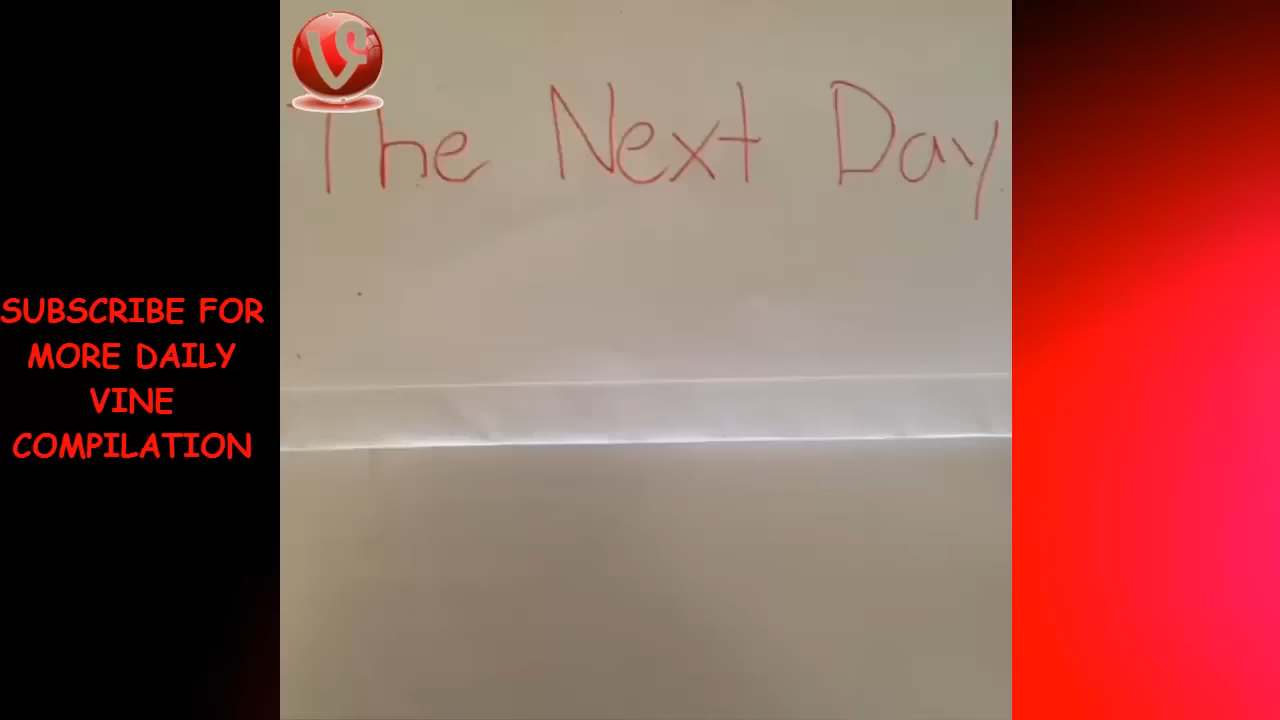 The Next Day
SUBSCRIBE FOR
MORE DAILY
VINE
COMPILATION